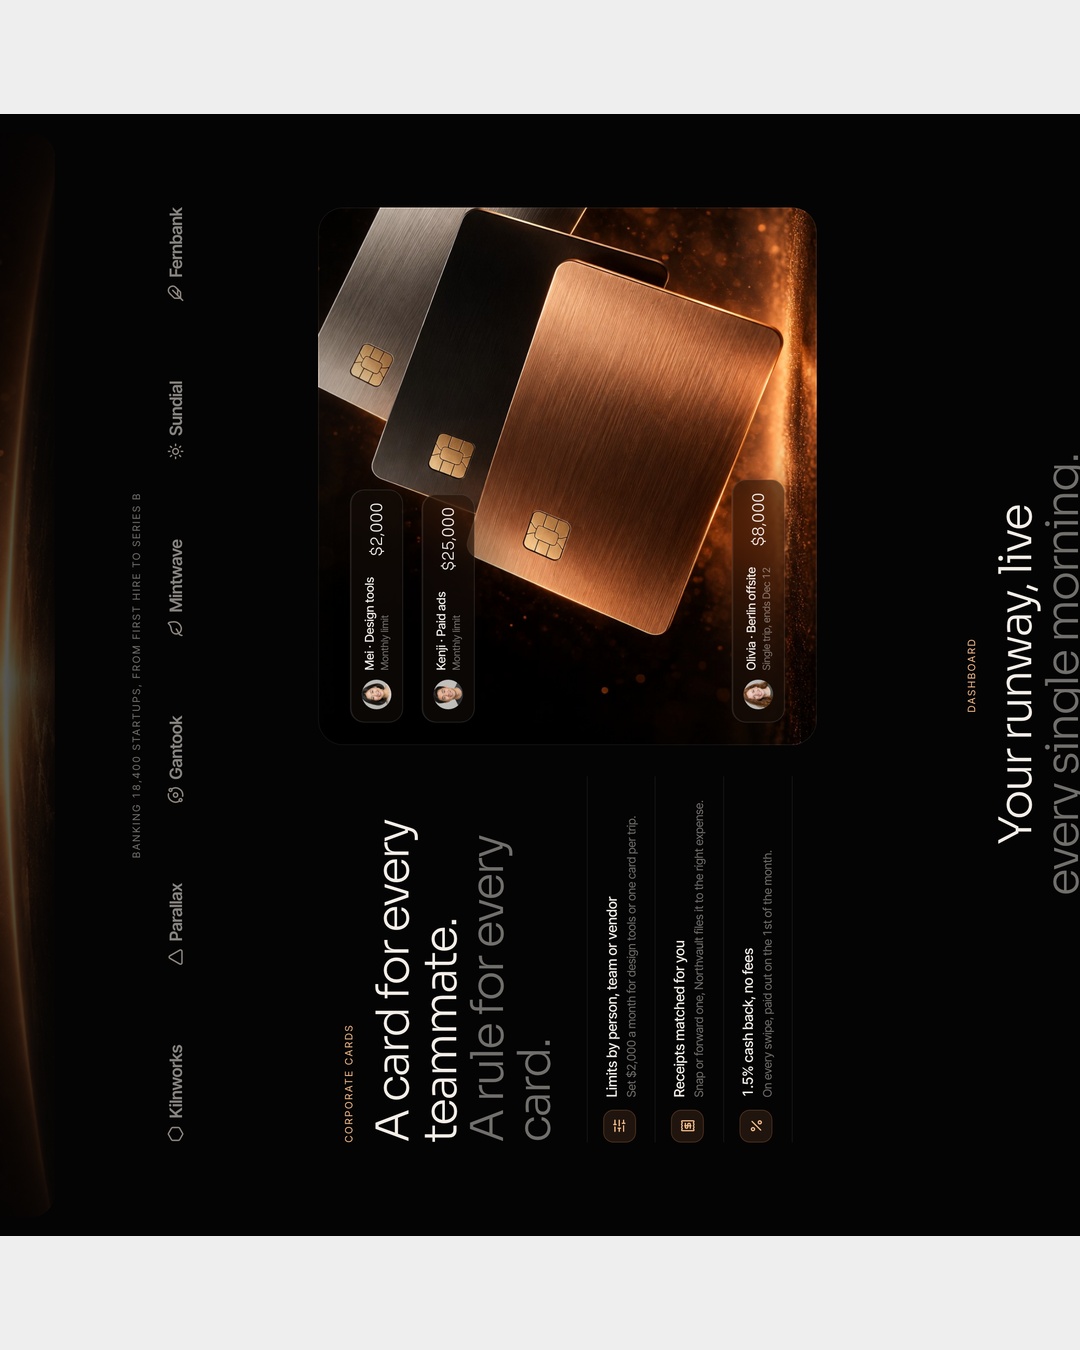 BANKING 18,400 STARTUPS, FROM FIRST HIRE TO SERIES B
Kilnworks
Parallax
Gantook
Mintwave
Sundial
Fernbank
CORPORATE CARDS
A card for every
teammate.
A rule for every
card.
Limits by person, team or vendor
Set $2,000 a month for design tools or one card per trip.
Receipts matched for you
Snap or forward one, Northvault files it to the right expense.
1.5% cash back, no fees
On every swipe, paid out on the 1st of the month.
Mei · Design tools
Monthly limit
$2,000
Kenji · Paid ads
Monthly limit
$25,000
Olivia · Berlin offsite
Single trip, ends Dec 12
$8,000
DASHBOARD
Your runway, live
every single morning.